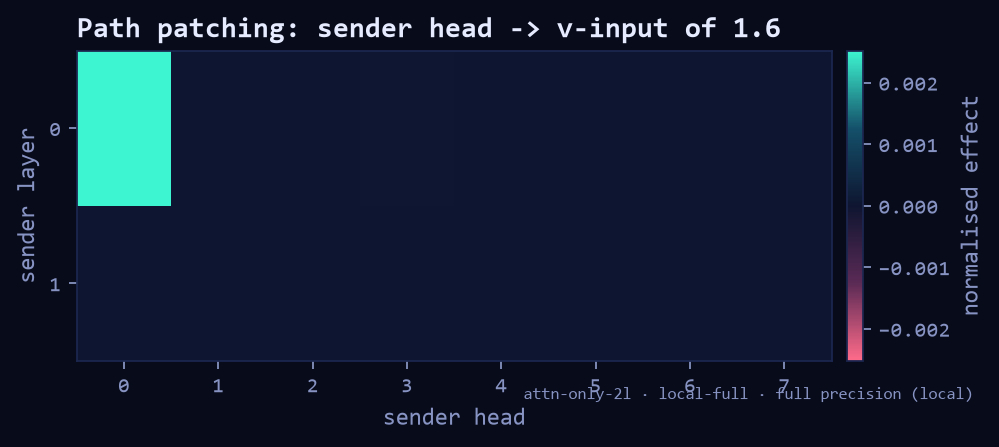 Path patching: sender head -> v-input of 1.6
sender layer
0
1
0 1 2 3 4 5 6 7
sender head
attn-only-2l · local-full · full precision (local)
0.002
0.001
0.000
−0.001
−0.002
normalised effect